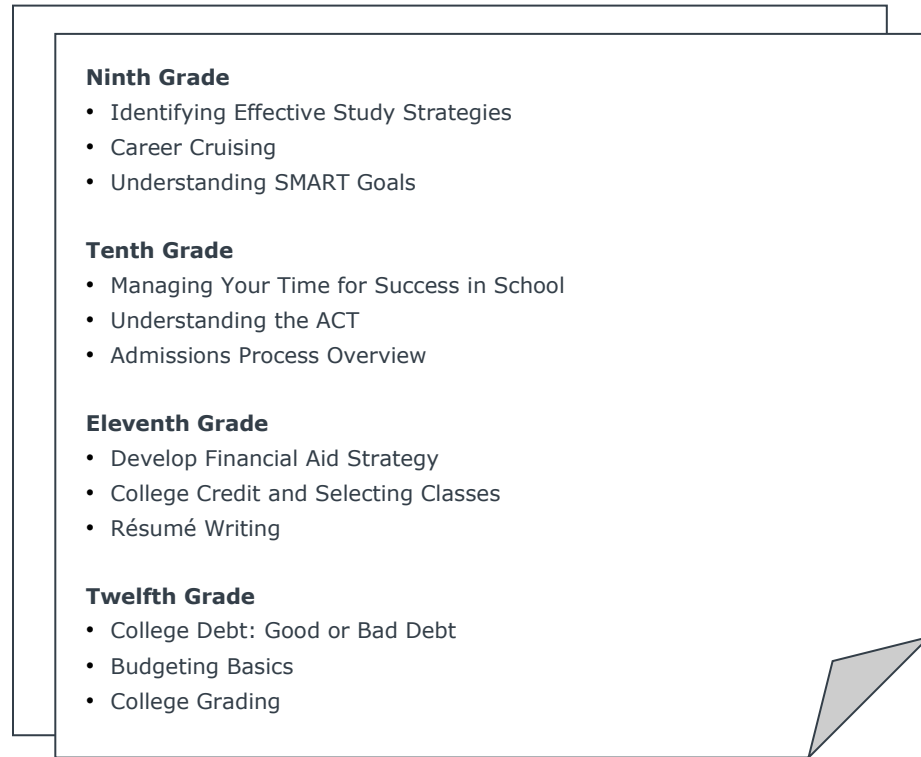 Ninth Grade
• Identifying Effective Study Strategies
• Career Cruising
• Understanding SMART Goals
Tenth Grade
• Managing Your Time for Success in School
• Understanding the ACT
• Admissions Process Overview
Eleventh Grade
• Develop Financial Aid Strategy
• College Credit and Selecting Classes
• Résumé Writing
Twelfth Grade
• College Debt: Good or Bad Debt
• Budgeting Basics
• College Grading